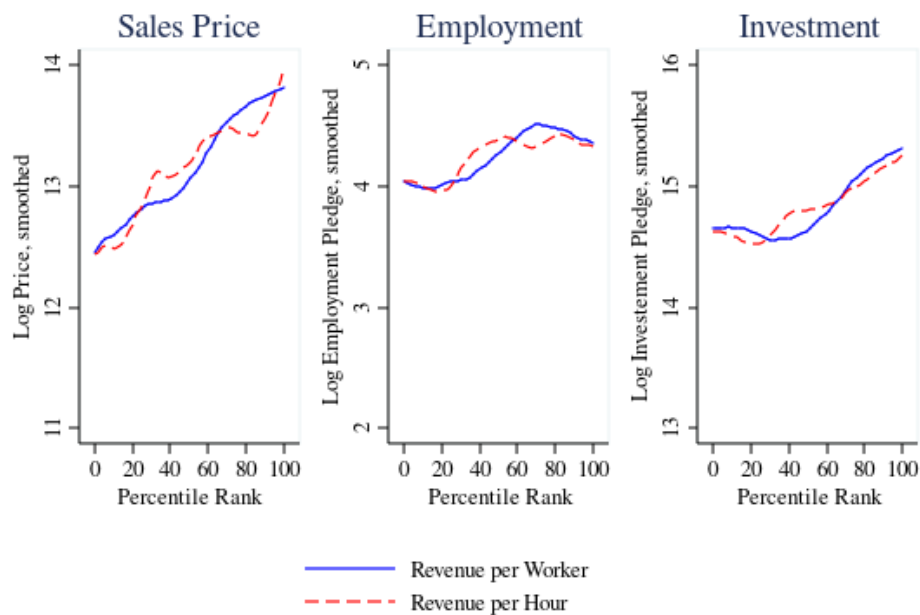 Sales Price
Employment
Investment
Log Price, smoothed
14
13
12
11
0 20 40 60 80 100
Percentile Rank
Log Employment Pledge, smoothed
5
4
3
2
0 20 40 60 80 100
Percentile Rank
Log Investement Pledge, smoothed
16
15
14
13
0 20 40 60 80 100
Percentile Rank
Revenue per Worker
Revenue per Hour